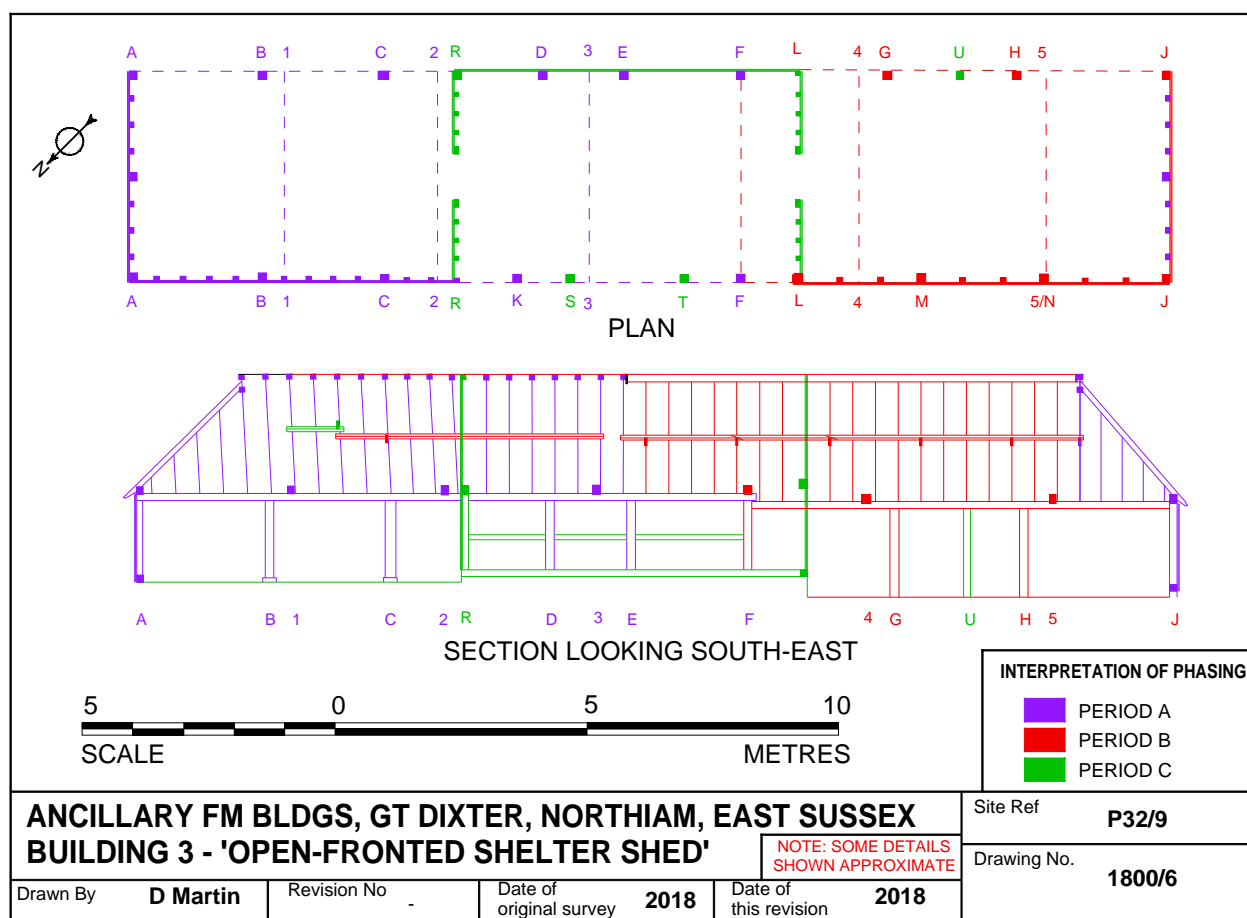 A B 1 C 2 R D 3 E F L 4 G U H 5 J
N
A B 1 C 2 R K S 3 T F L 4 M 5/N J
PLAN
A B 1 C 2 R D 3 E F 4 G U H 5 J
SECTION LOOKING SOUTH-EAST
5 0 5 10
SCALE METRES
INTERPRETATION OF PHASING
PERIOD A
PERIOD B
PERIOD C
ANCILLARY FM BLDGS, GT DIXTER, NORTHIAM, EAST SUSSEX
BUILDING 3 - 'OPEN-FRONTED SHELTER SHED'
NOTE: SOME DETAILS
SHOWN APPROXIMATE
Site Ref P32/9
Drawing No. 1800/6
Drawn By D Martin
Revision No -
Date of
original survey 2018
Date of
this revision 2018